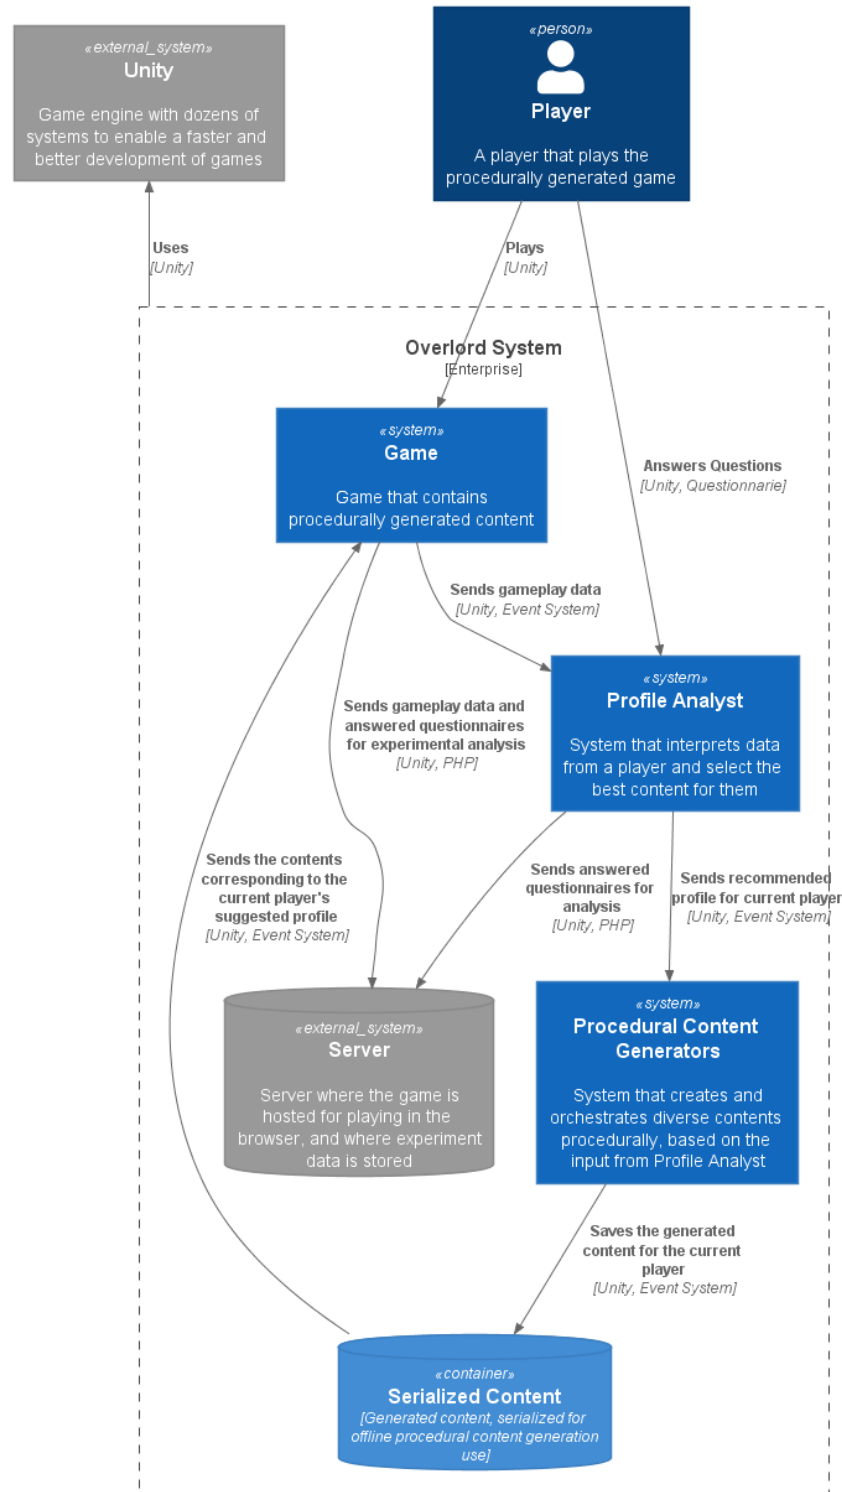 «external_system»
Unity
Game engine with dozens of
systems to enable a faster and
better development of games
«person»
Player
A player that plays the
procedurally generated game
Uses
[Unity]
Plays
[Unity]
Overlord System
[Enterprise]
«system»
Game
Game that contains
procedurally generated content
Answers Questions
[Unity, Questionnarie]
Sends gameplay data
[Unity, Event System]
«system»
Profile Analyst
System that interprets data
from a player and select the
best content for them
Sends gameplay data and
answered questionnaires
for experimental analysis
[Unity, PHP]
Sends the contents
corresponding to the
current player's
suggested profile
[Unity, Event System]
Sends answered
questionnaires for
analysis
[Unity, PHP]
Sends recommended
profile for current player
[Unity, Event System]
«external_system»
Server
Server where the game is
hosted for playing in the
browser, and where experiment
data is stored
«system»
Procedural Content
Generators
System that creates and
orchestrates diverse contents
procedurally, based on the
input from Profile Analyst
Saves the generated
content for the current
player
[Unity, Event System]
«container»
Serialized Content
[Generated content, serialized for
offline procedural content generation
use]